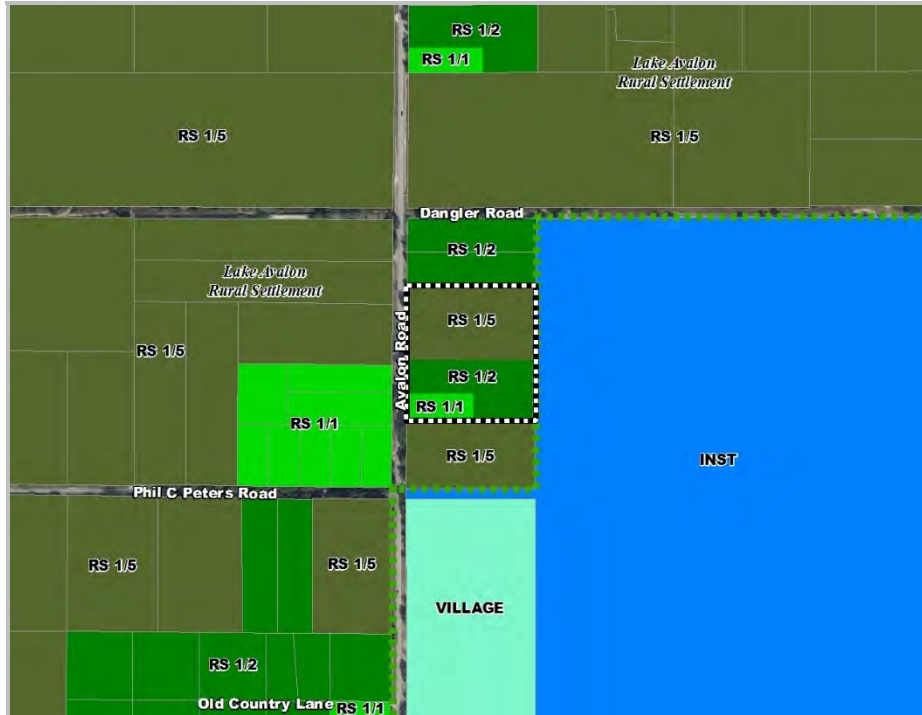 RS 1/2
RS 1/1
Lake Avalon
Rural Settlement
RS 1/5
RS 1/5
Dangler Road
RS 1/2
Lake Avalon
Rural Settlement
RS 1/5
Avalon Road
RS 1/5
RS 1/2
RS 1/1
RS 1/1
RS 1/5
INST
Phil C Peters Road
RS 1/5
RS 1/5
VILLAGE
RS 1/2
Old Country Lane
RS 1/1